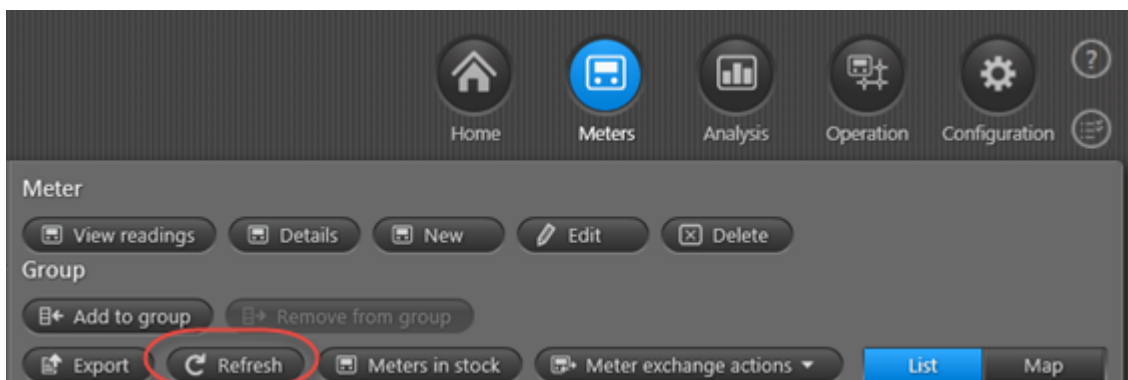 ?
Home Meters Analysis Operation Configuration
Meter
View readings Details New Edit Delete
Group
Add to group Remove from group
Export Refresh Meters in stock Meter exchange actions List Map